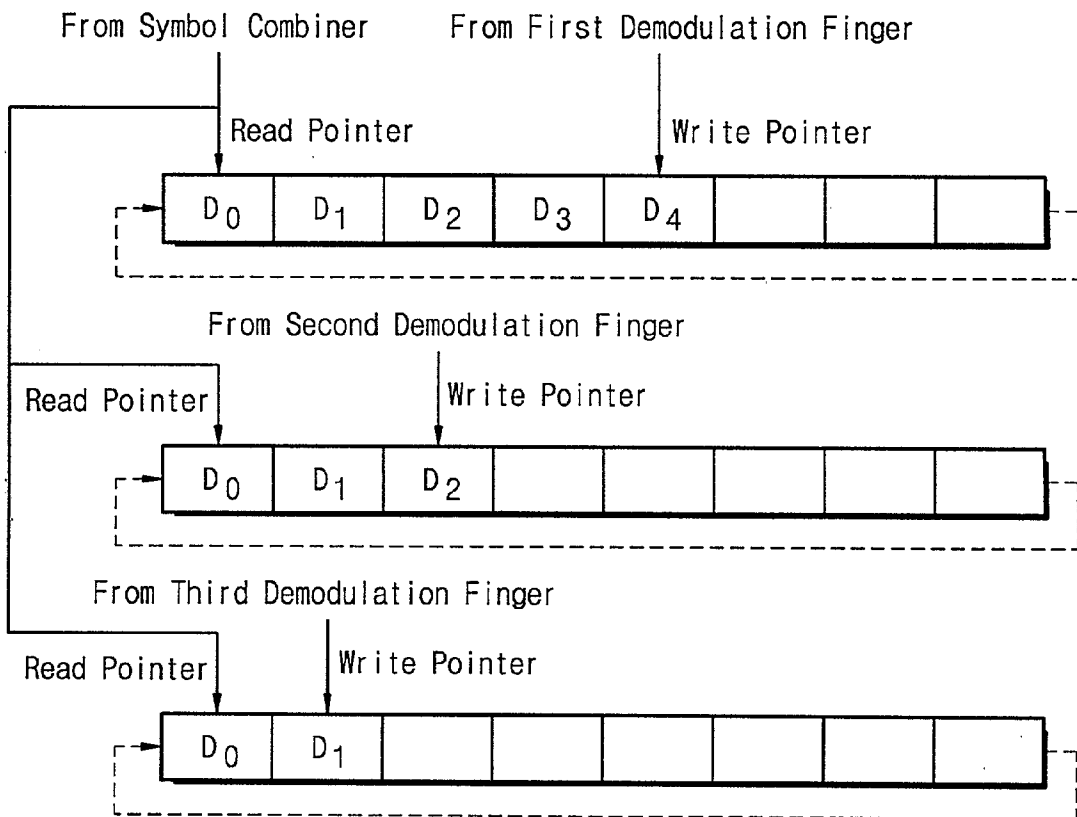 From Symbol Combiner From First Demodulation Finger
Read Pointer Write Pointer
D0 D1 D2 D3 D4
From Second Demodulation Finger
Read Pointer Write Pointer
D0 D1 D2
From Third Demodulation Finger
Read Pointer Write Pointer
D0 D1